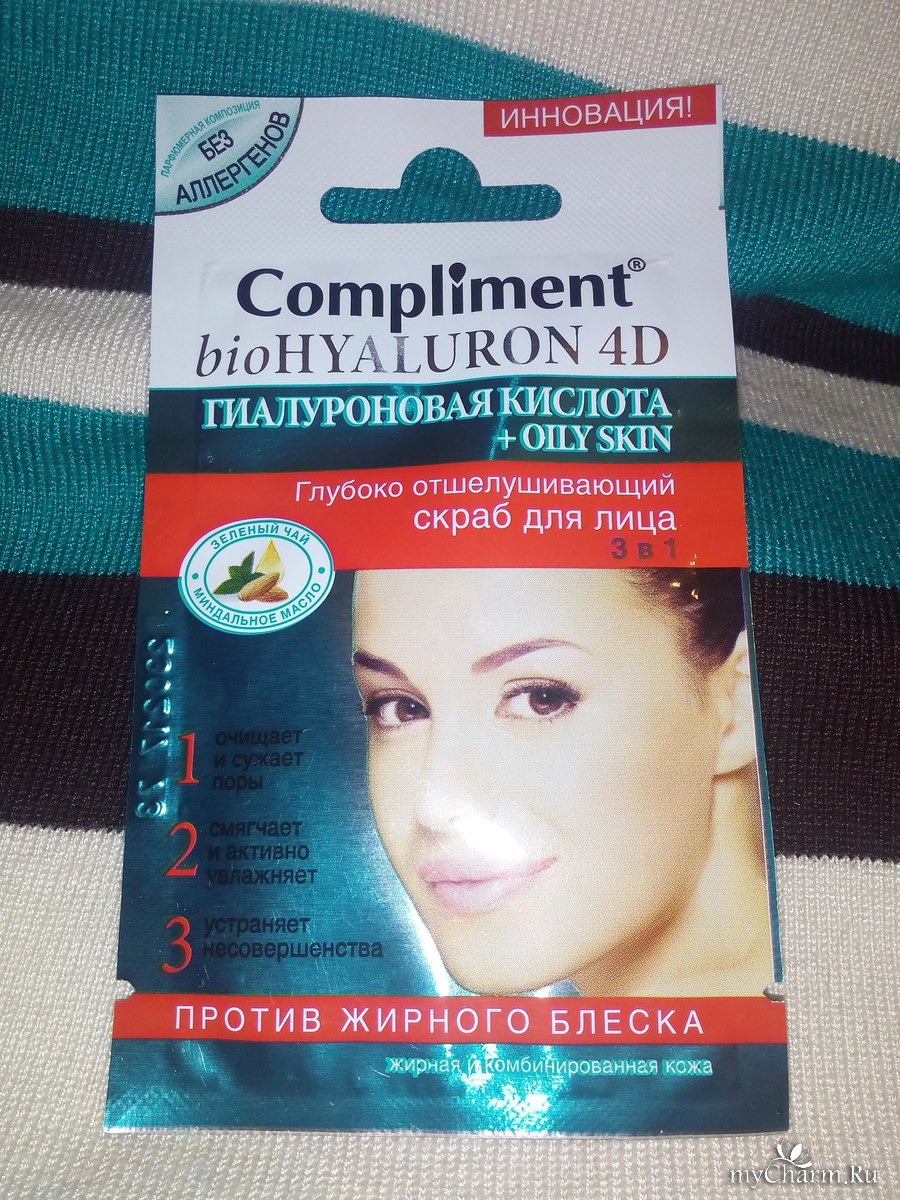 ПАРФЮМЕРНАЯ КОМПОЗИЦИЯ
БЕЗ
АЛЛЕРГЕНОВ
ИННОВАЦИЯ!
Compliment®
bioHYALURON 4D
ГИАЛУРОНОВАЯ КИСЛОТА
+ OILY SKIN
Глубоко отшелушивающий
скраб для лица
3 в 1
ЗЕЛЕНЫЙ ЧАЙ
МИНДАЛЬНОЕ МАСЛО
1 очищает
и сужает
поры
2 смягчает
и активно
увлажняет
3 устраняет
несовершенства
ПРОТИВ ЖИРНОГО БЛЕСКА
жирная и комбинированная кожа
myCharm.Ru